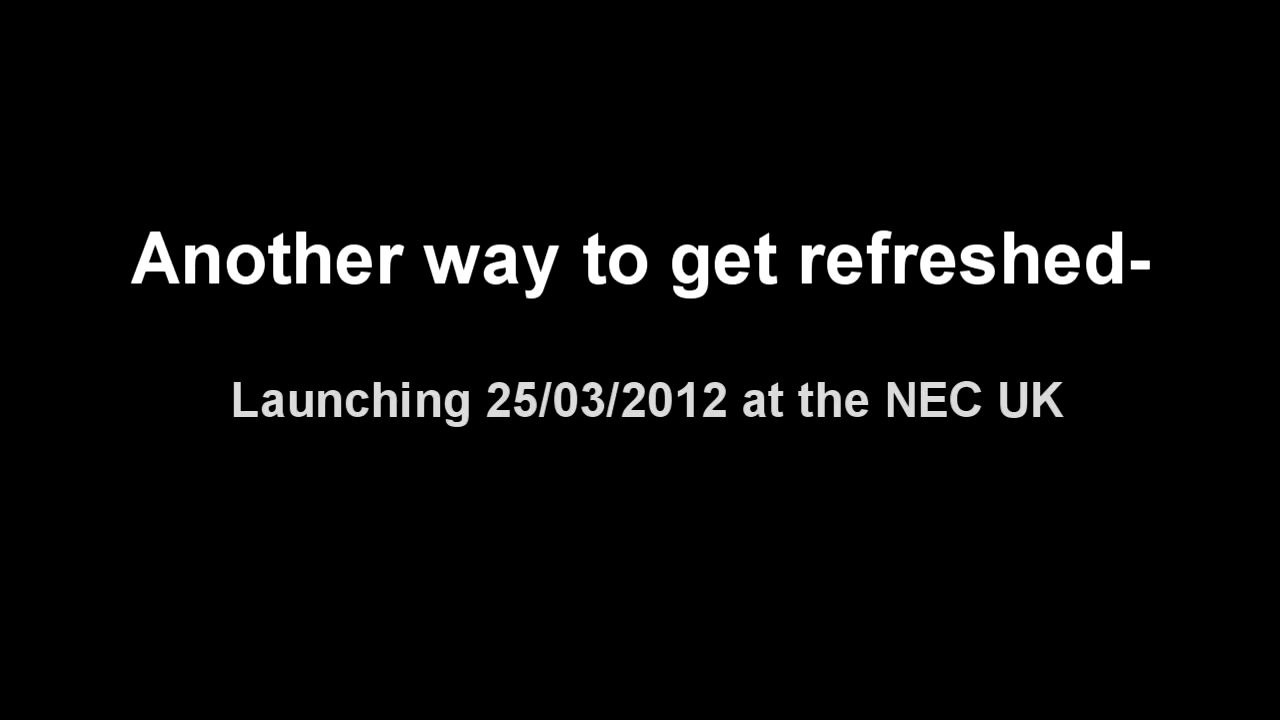 Another way to get refreshed-
Launching 25/03/2012 at the NEC UK